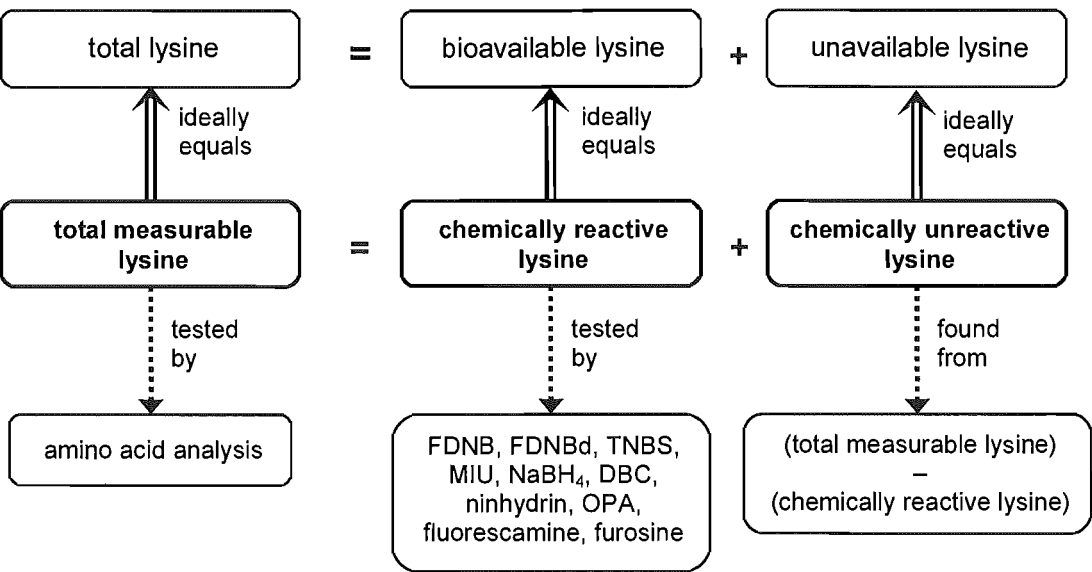 total lysine = bioavailable lysine + unavailable lysine
ideally
equals
ideally
equals
ideally
equals
total measurable
lysine
=
chemically reactive
lysine
+
chemically unreactive
lysine
tested
by
tested
by
found
from
amino acid analysis
FDNB, FDNBd, TNBS,
MIU, NaBH₄, DBC,
ninhydrin, OPA,
fluorescamine, furosine
(total measurable lysine)
–
(chemically reactive lysine)